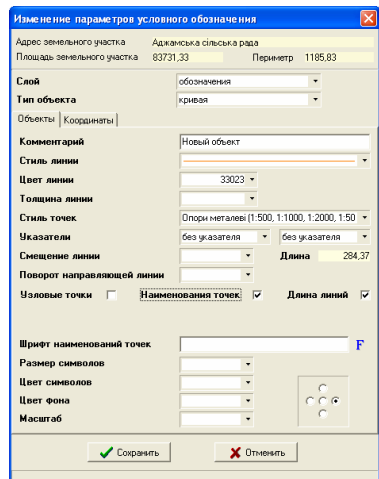 Изменение параметров условного обозначения
Адрес земельного участка Аджамська сільська рада
Площадь земельного участка 83731,33 Периметр 1185,83
Слой обозначения
Тип объекта кривая
Объекты Координаты
Комментарий Новый объект
Стиль линии
Цвет линии 33023
Толщина линии
Стиль точек Опори металеві (1:500, 1:1000, 1:2000, 1:50
Указатели без указателя без указателя
Смещение линии Длина 284,37
Поворот направляющей линии
Узловые точки Наименования точек Длина линий
Шрифт наименований точек F
Размер символов
Цвет символов
Цвет фона
Масштаб
Сохранить Отменить